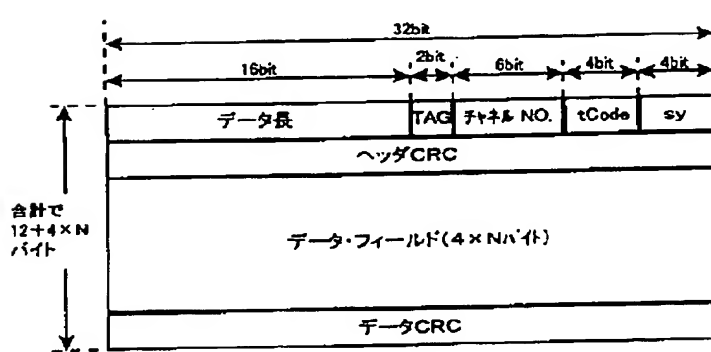 32bit
16bit
2bit
6bit
4bit
4bit
データ長
TAG
チャネル NO.
tCode
sy
ヘッダCRC
合計で
12+4×N
バイト
データ・フィールド(4×Nバイト)
データCRC